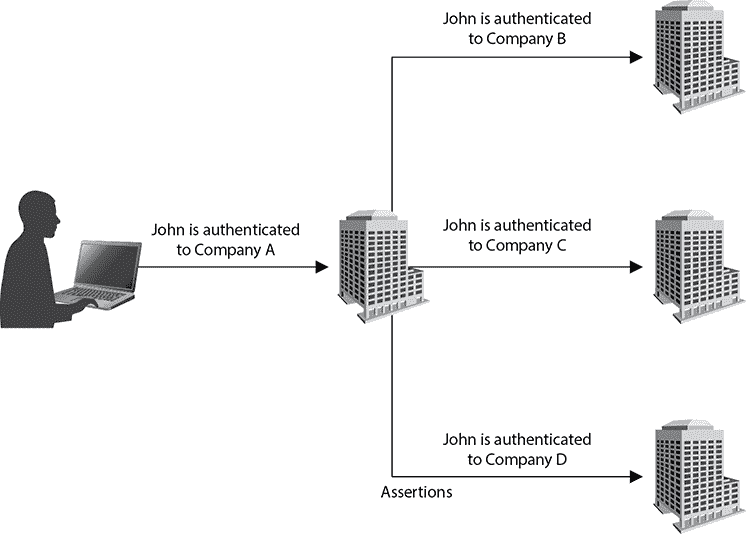 John is authenticated
to Company B
John is authenticated
to Company A
John is authenticated
to Company C
John is authenticated
to Company D
Assertions